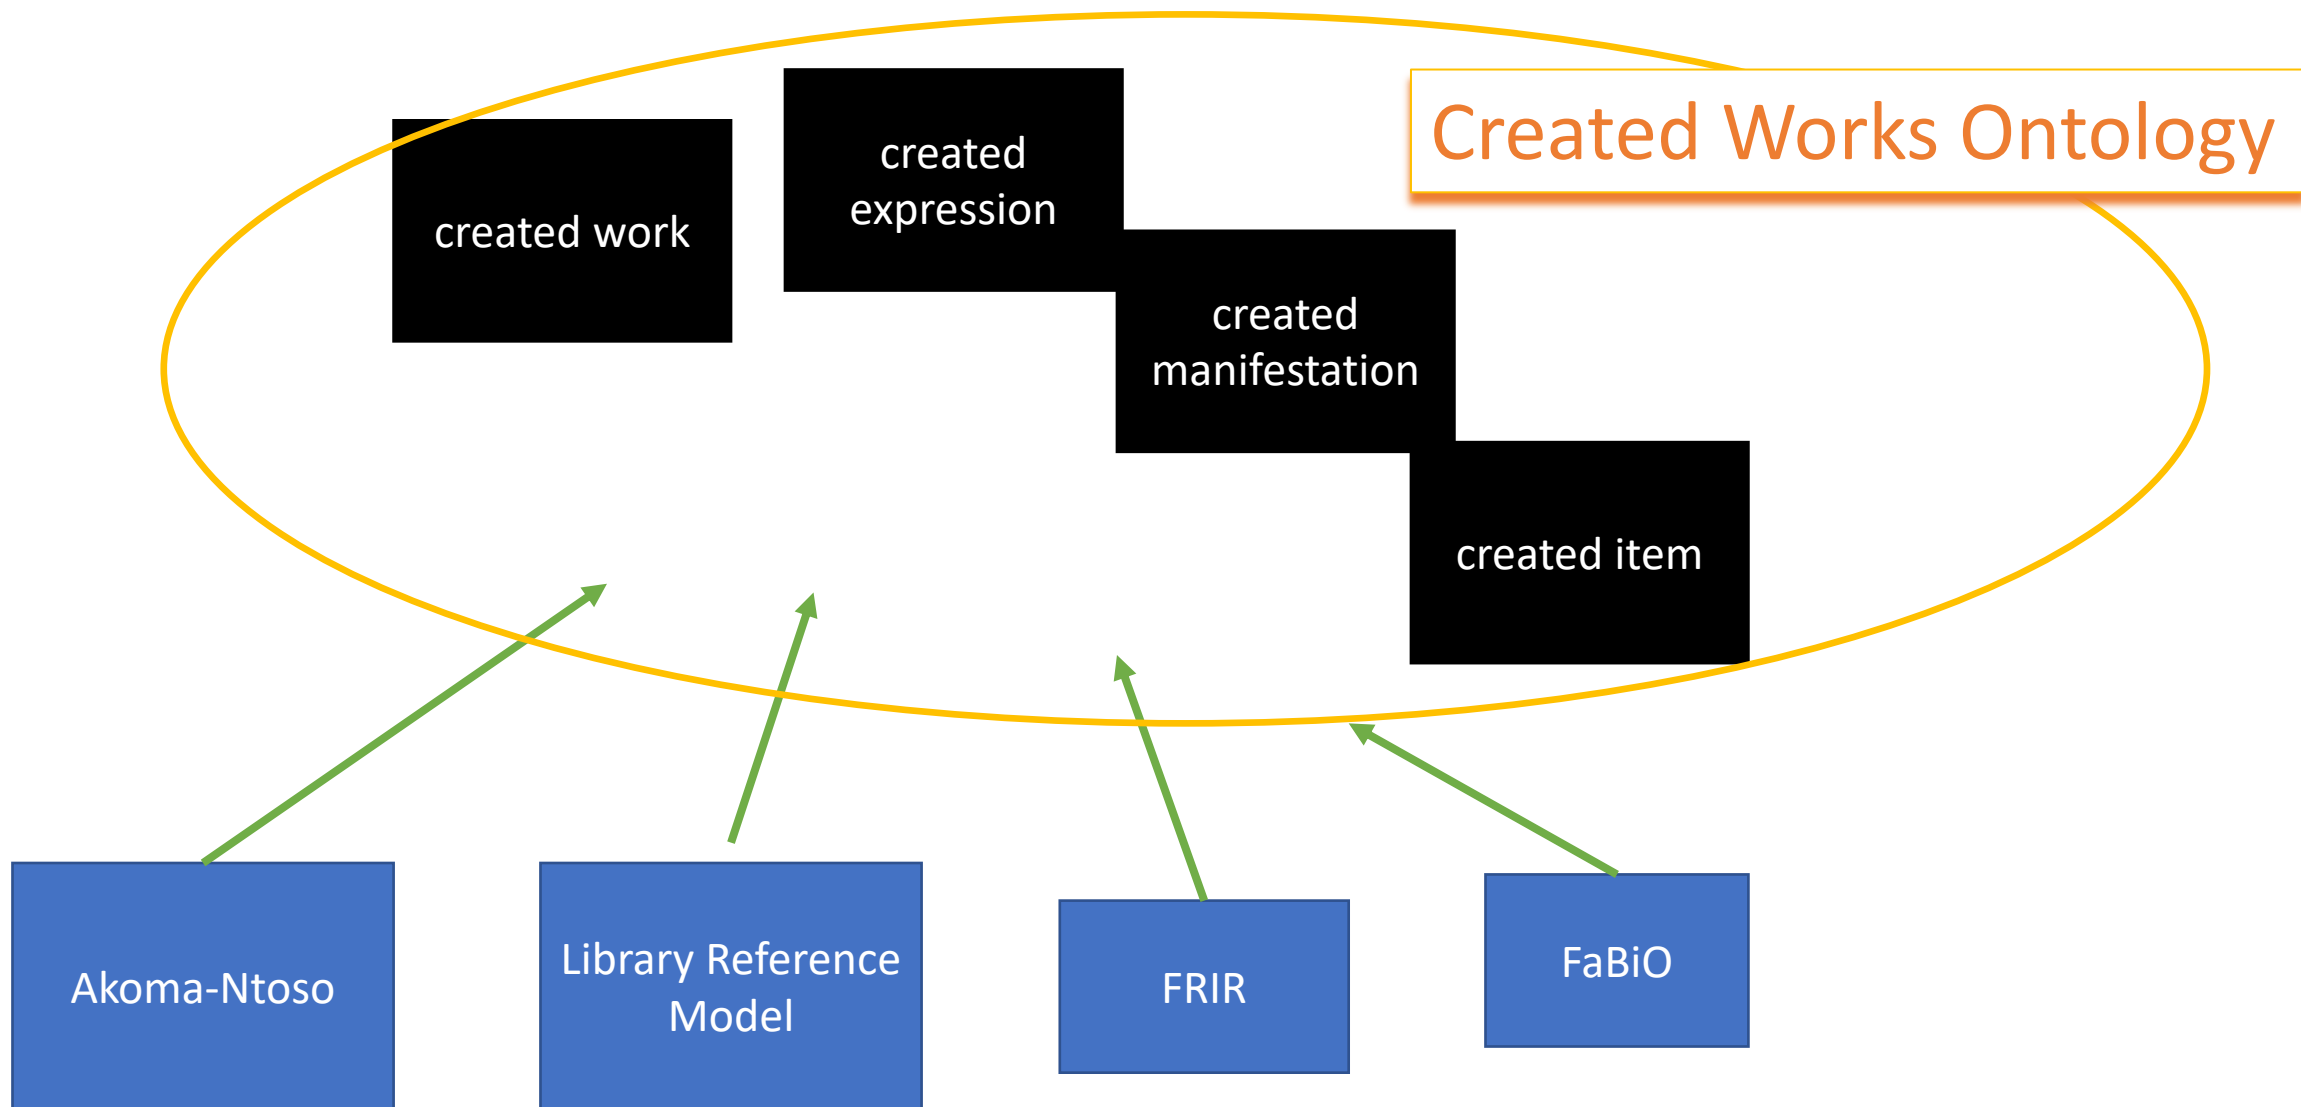 Created Works Ontology
created work
created
expression
created
manifestation
created item
Akoma-Ntoso
Library Reference
Model
FRIR
FaBiO